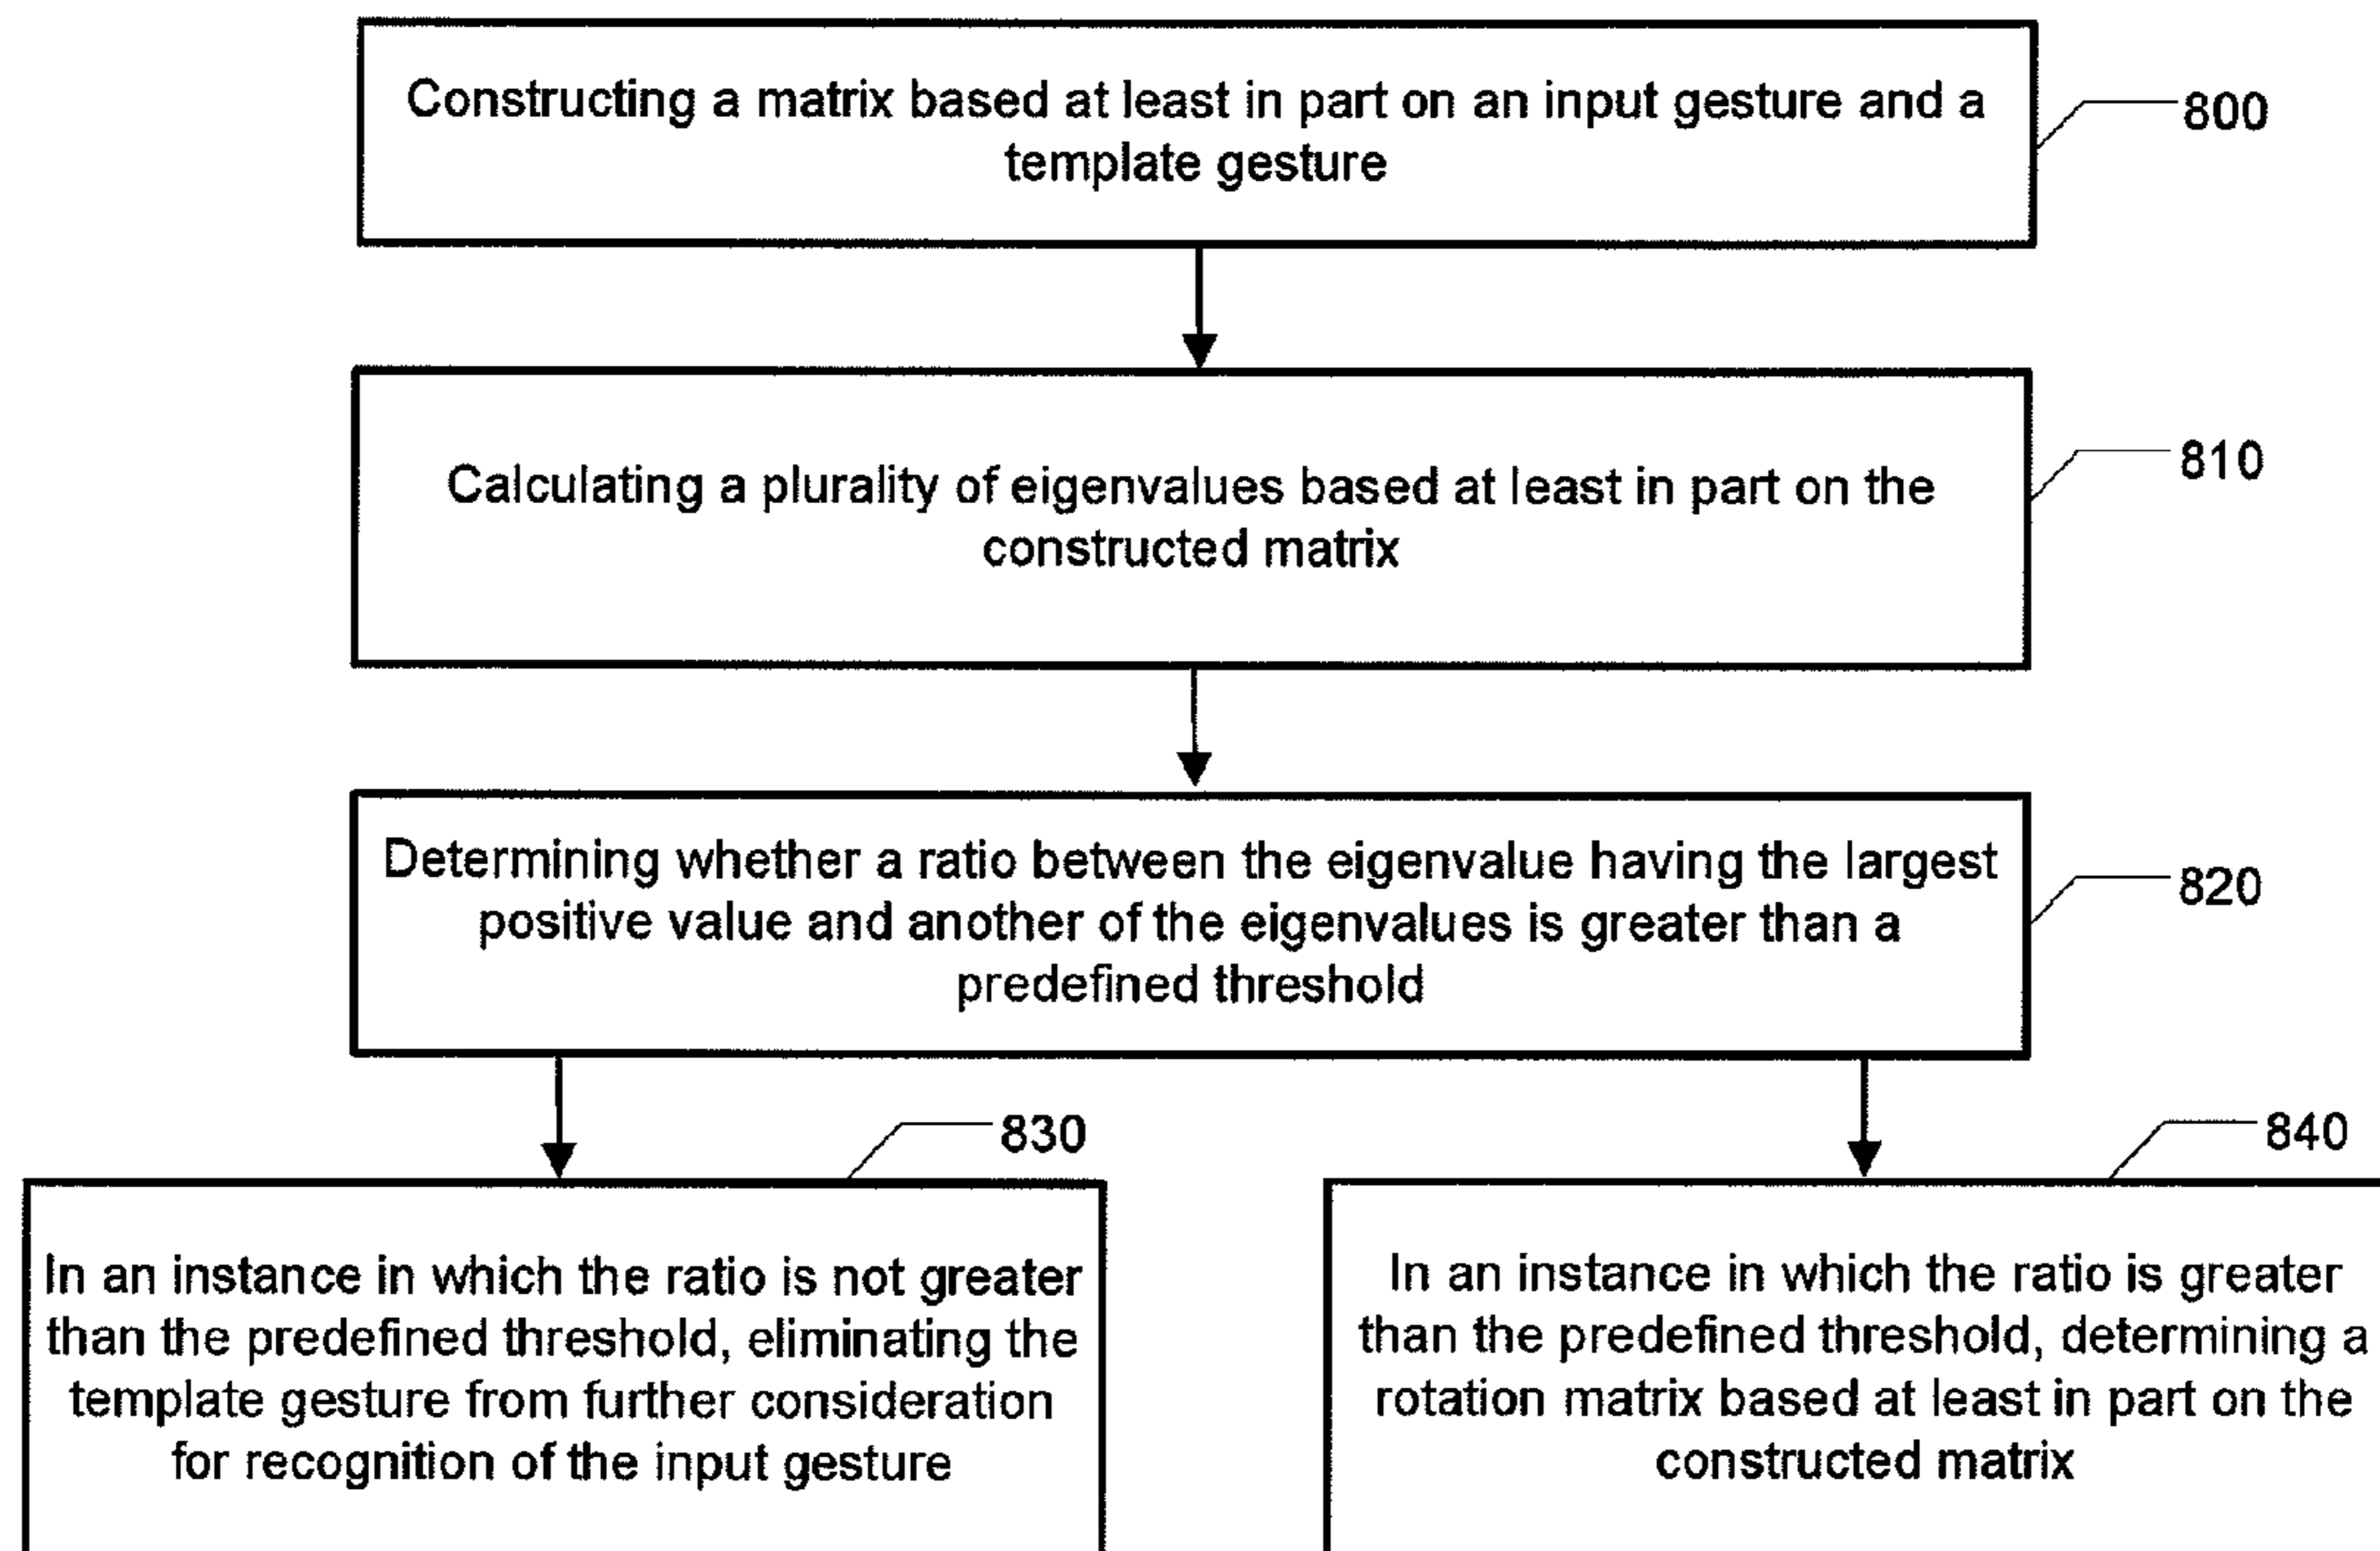 Constructing a matrix based at least in part on an input gesture and a
template gesture
800
Calculating a plurality of eigenvalues based at least in part on the
constructed matrix
810
Determining whether a ratio between the eigenvalue having the largest
positive value and another of the eigenvalues is greater than a
predefined threshold
820
830
In an instance in which the ratio is not greater
than the predefined threshold, eliminating the
template gesture from further consideration
for recognition of the input gesture
840
In an instance in which the ratio is greater
than the predefined threshold, determining a
rotation matrix based at least in part on the
constructed matrix